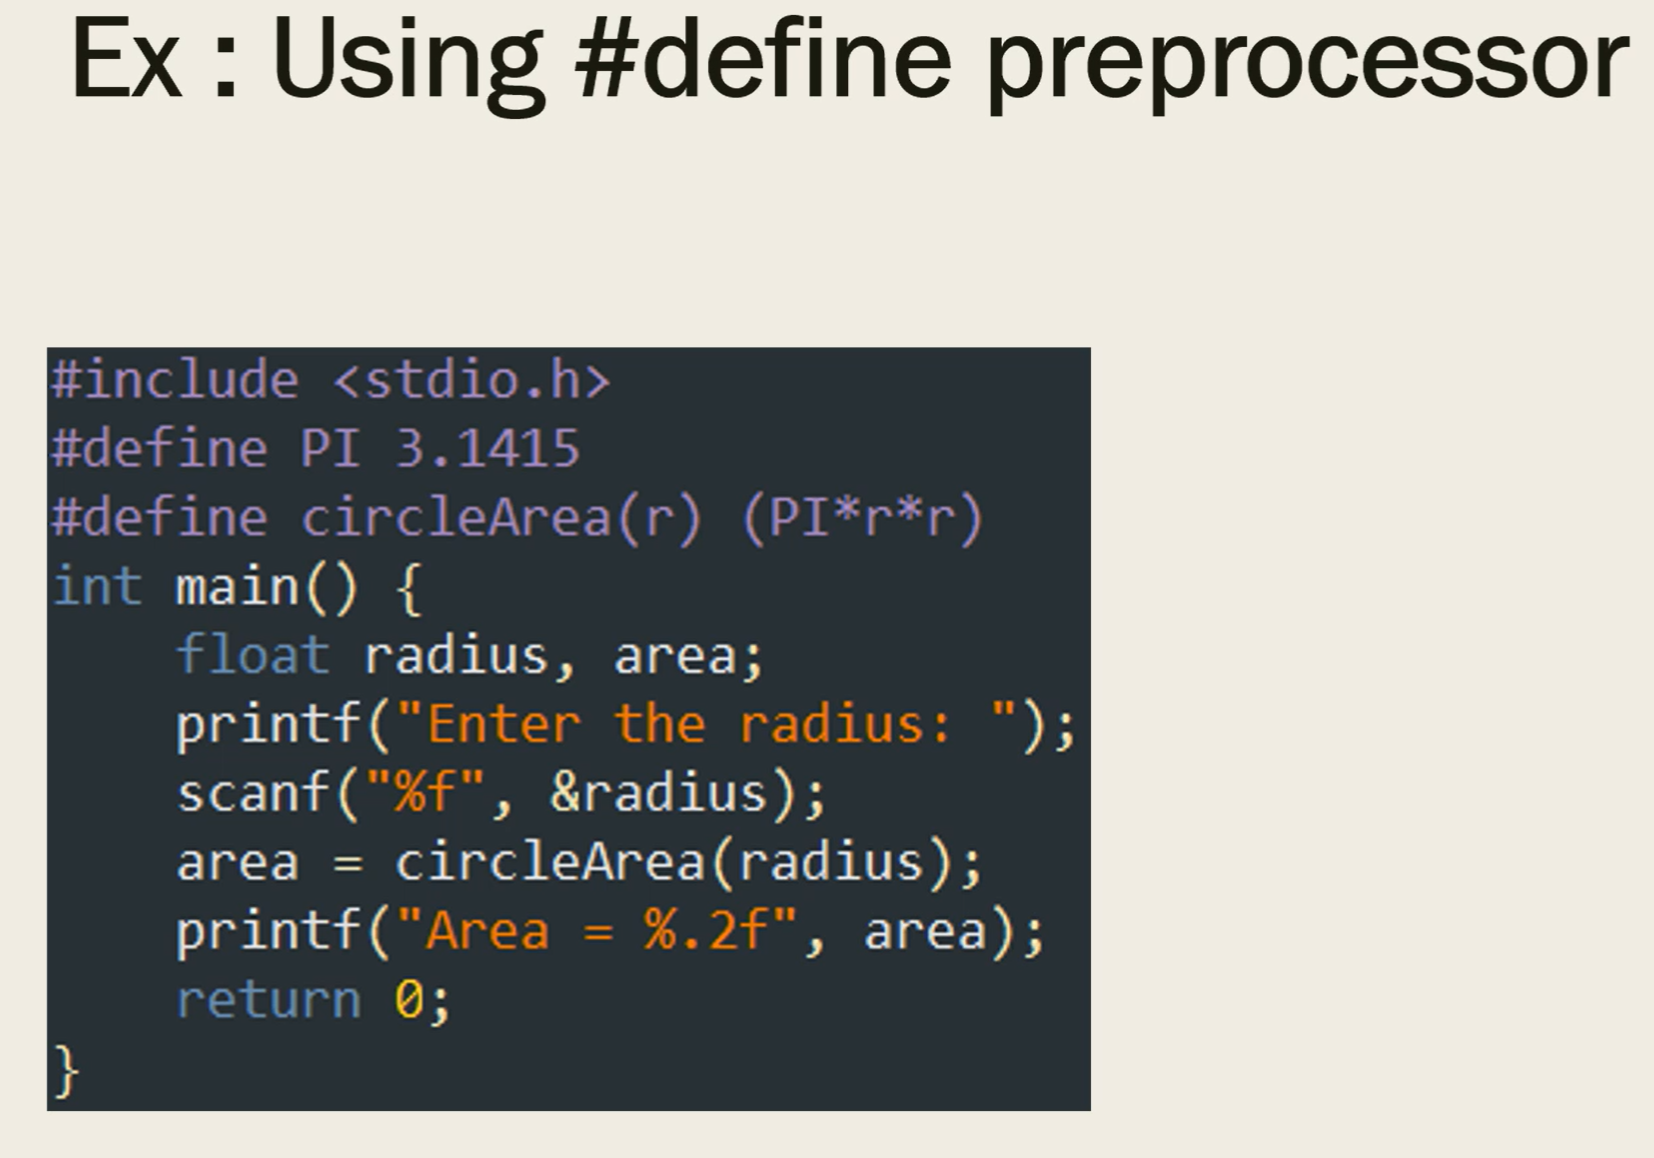 Ex : Using #define preprocessor
#include <stdio.h>
#define PI 3.1415
#define circleArea(r) (PI*r*r)
int main() {
    float radius, area;
    printf("Enter the radius: ");
    scanf("%f", &radius);
    area = circleArea(radius);
    printf("Area = %.2f", area);
    return 0;
}